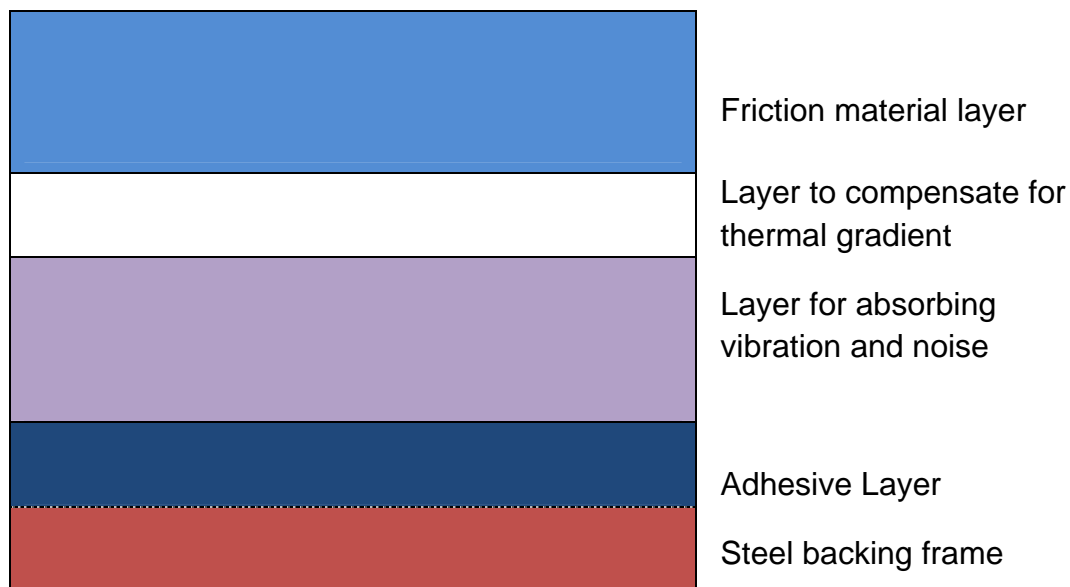 Friction material layer
Layer to compensate for
thermal gradient
Layer for absorbing
vibration and noise
Adhesive Layer
Steel backing frame